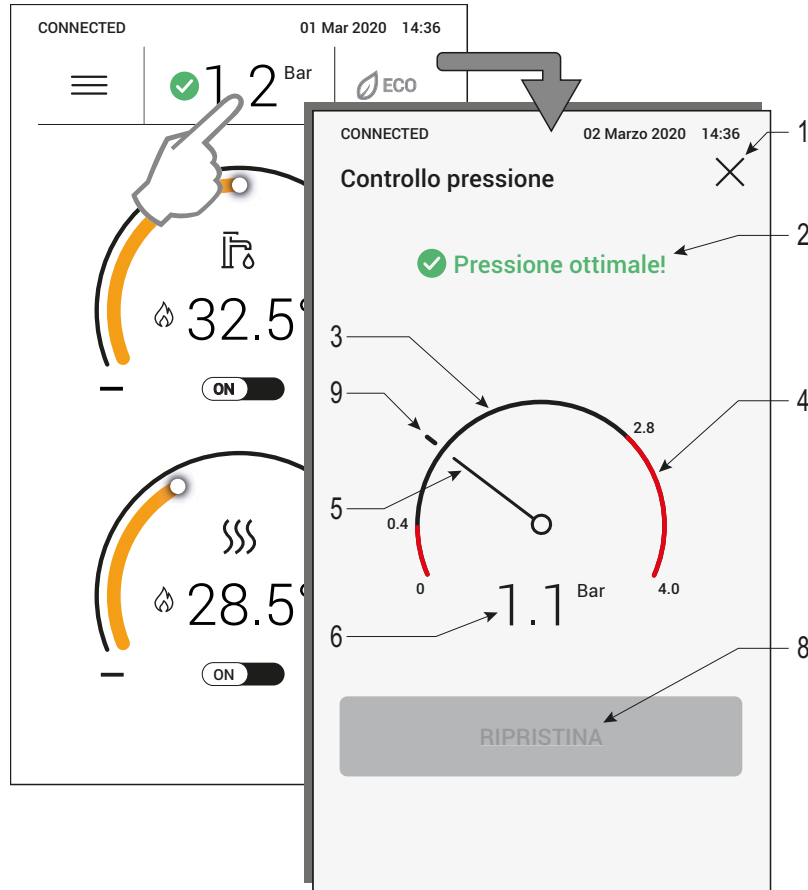 CONNECTED 01 Mar 2020 14:36
1 2 Bar
ECO
32.5°
ON
28.5°
ON
CONNECTED 02 Marzo 2020 14:36
1
Controllo pressione
2
Pressione ottimale!
3
9
4
2.8
5
0.4
0
4.0
1.1 Bar
6
8
RIPRISTINA